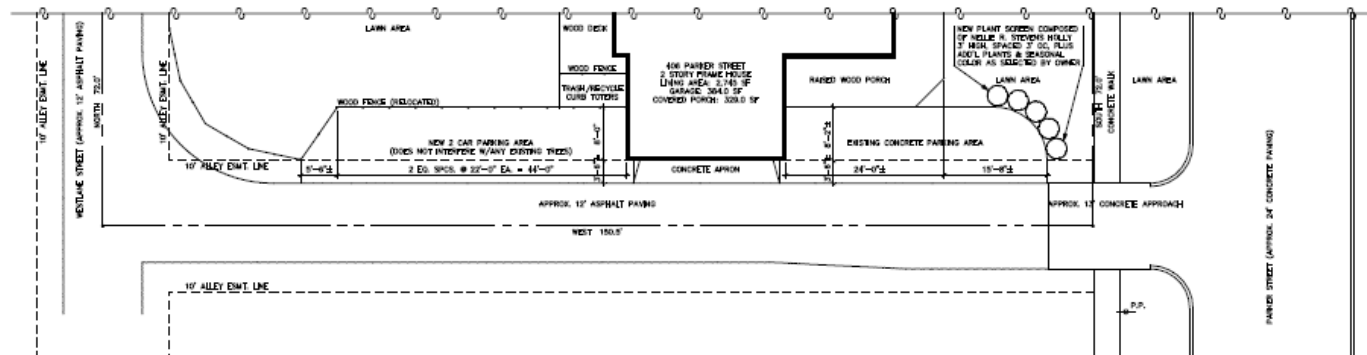 10' ALLEY ESMT. LINE
WENTLANE STREET (APPROX. 12' ASPHALT PAVING)
NORTH 72.0'
10' ALLEY ESMT. LINE
LAWN AREA
WOOD DECK
WOOD FENCE
TRASH/RECYCLE
CURB TOTERS
WOOD FENCE (RELOCATED)
406 PARKER STREET
2 STORY FRAME HOUSE
LIVING AREA: 2,745 SF
GARAGE: 384.0 SF
COVERED PORCH: 329.0 SF
RAISED WOOD PORCH
NEW PLANT SCREEN COMPOSED
OF NELLIE R. STEVENS HOLLY
3' HIGH, SPACED 3' OC, PLUS
ADD'L PLANTS & SEASONAL
COLOR AS SELECTED BY OWNER
LAWN AREA
SOUTH 72.0'
CONCRETE WALK
LAWN AREA
PARKER STREET (APPROX. 24' CONCRETE PAVING)
NEW 2 CAR PARKING AREA
(DOES NOT INTERFERE W/ANY EXISTING TREES)
8'-0"
EXISTING CONCRETE PARKING AREA
8'-2"±
10' ALLEY ESMT. LINE
5'-6"±
2 EQ. SPCS. @ 22'-0" EA. = 44'-0"
CONCRETE APRON
24'-0"±
15'-8"±
APPROX. 12' ASPHALT PAVING
CONCRETE APPROACH
WEST 150.5'
10' ALLEY ESMT. LINE
P.P.